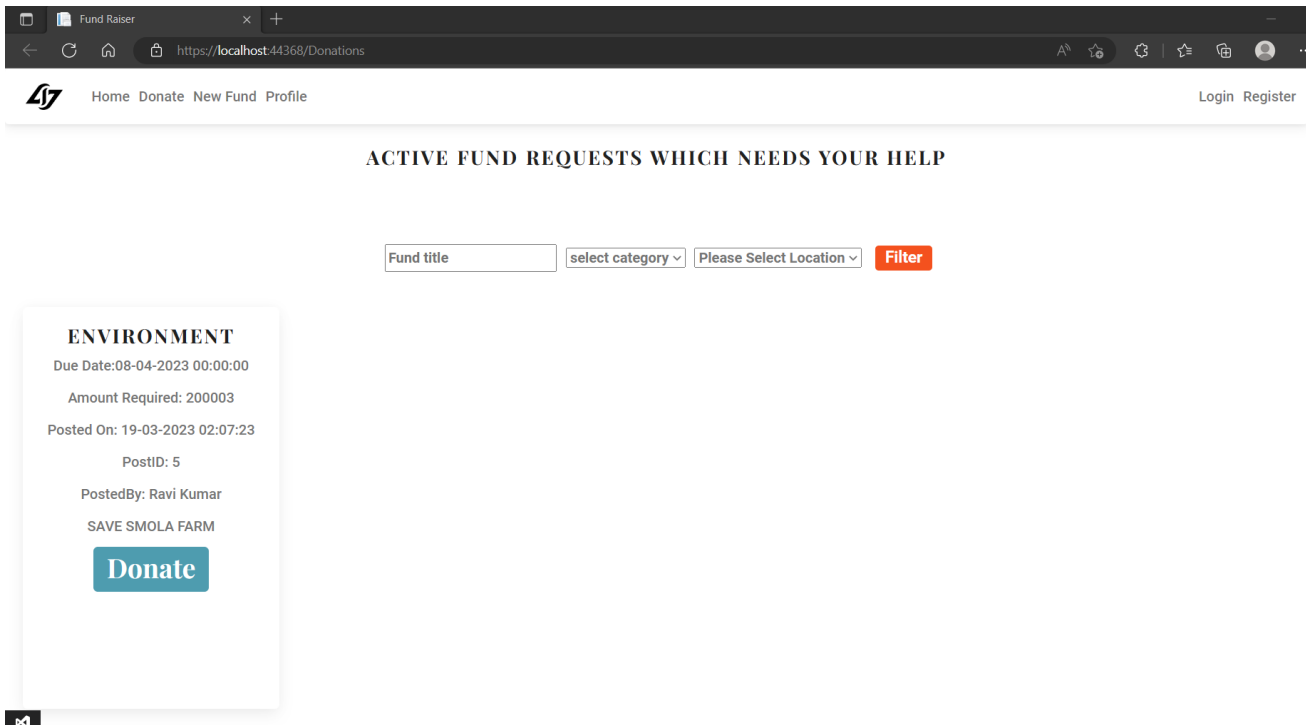 Fund Raiser
https://localhost:44368/Donations
Home Donate New Fund Profile Login Register
ACTIVE FUND REQUESTS WHICH NEEDS YOUR HELP
Fund title select category Please Select Location Filter
ENVIRONMENT
Due Date:08-04-2023 00:00:00
Amount Required: 200003
Posted On: 19-03-2023 02:07:23
PostID: 5
PostedBy: Ravi Kumar
SAVE SMOLA FARM
Donate